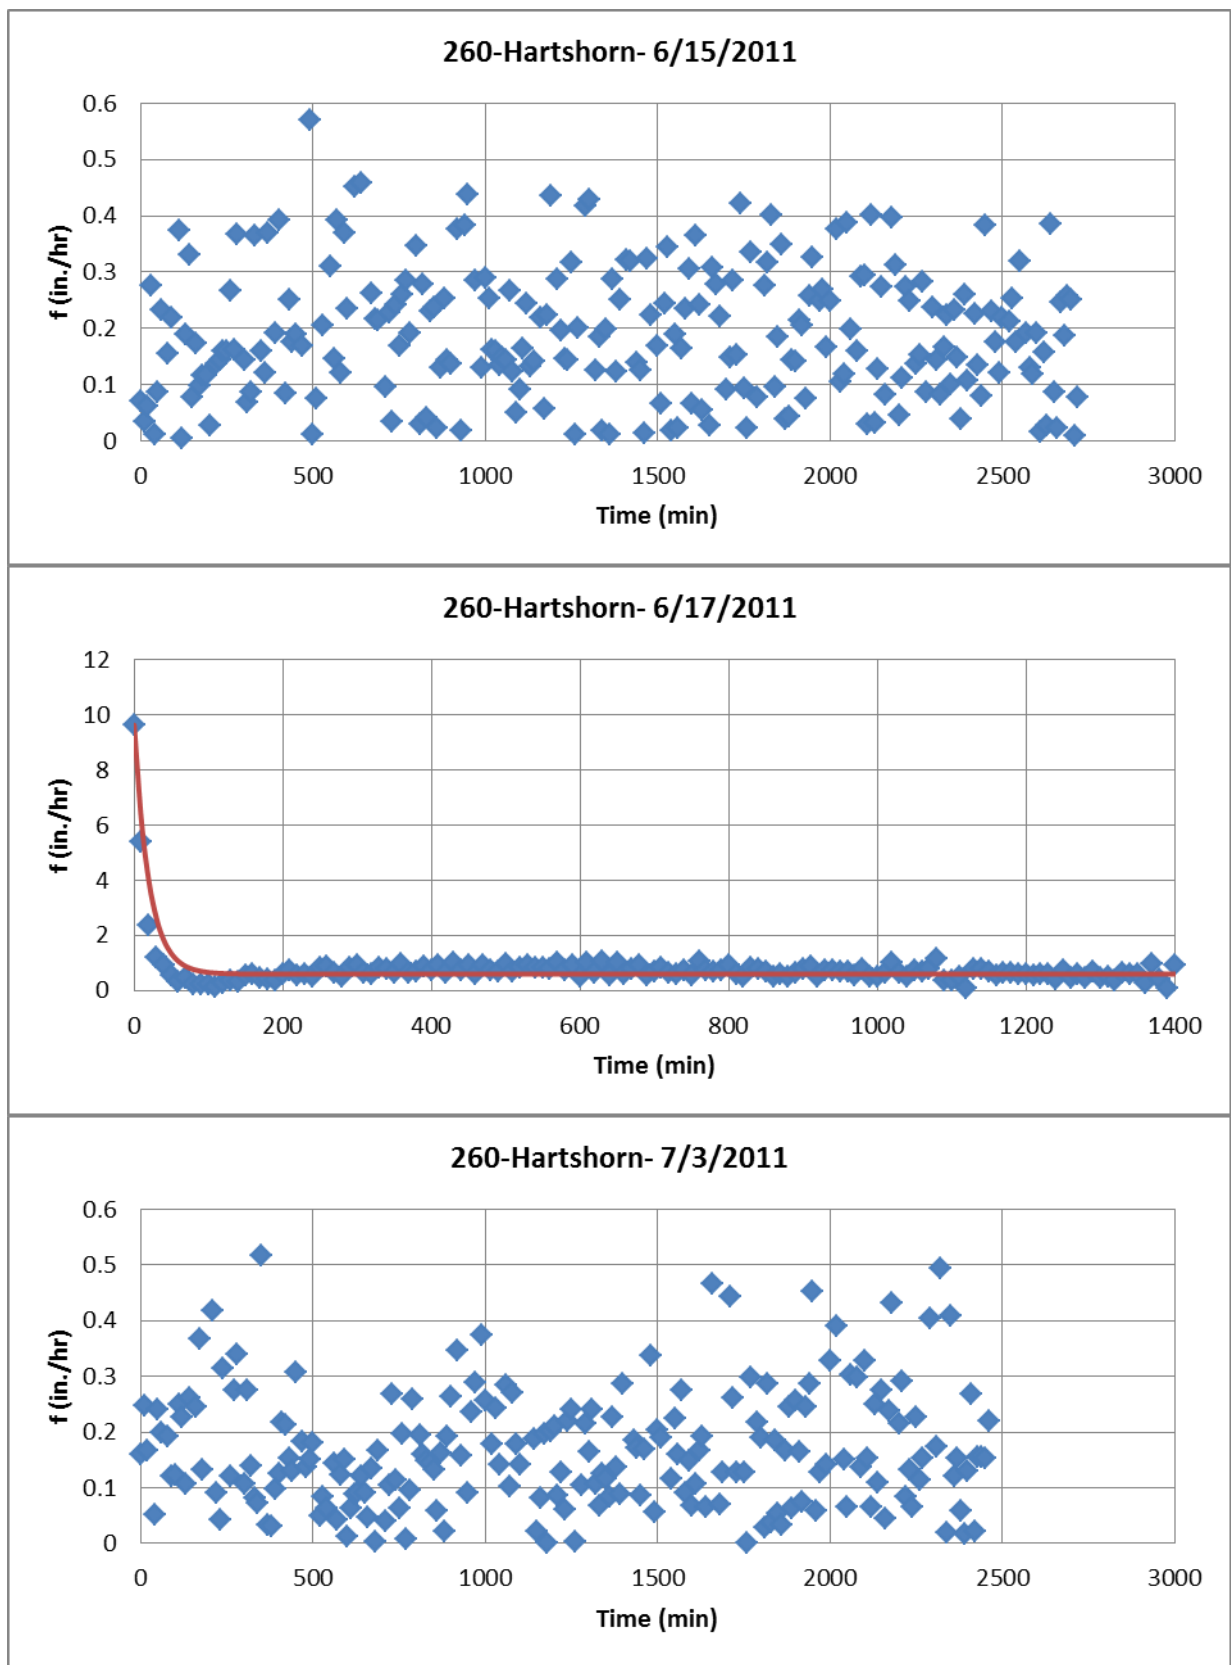 260-Hartshorn- 6/15/2011
0.6
0.5
0.4
0.3
0.2
0.1
0
f (in./hr)
0 500 1000 1500 2000 2500 3000
Time (min)
260-Hartshorn- 6/17/2011
12
10
8
6
4
2
0
f (in./hr)
0 200 400 600 800 1000 1200 1400
Time (min)
260-Hartshorn- 7/3/2011
0.6
0.5
0.4
0.3
0.2
0.1
0
f (in./hr)
0 500 1000 1500 2000 2500 3000
Time (min)